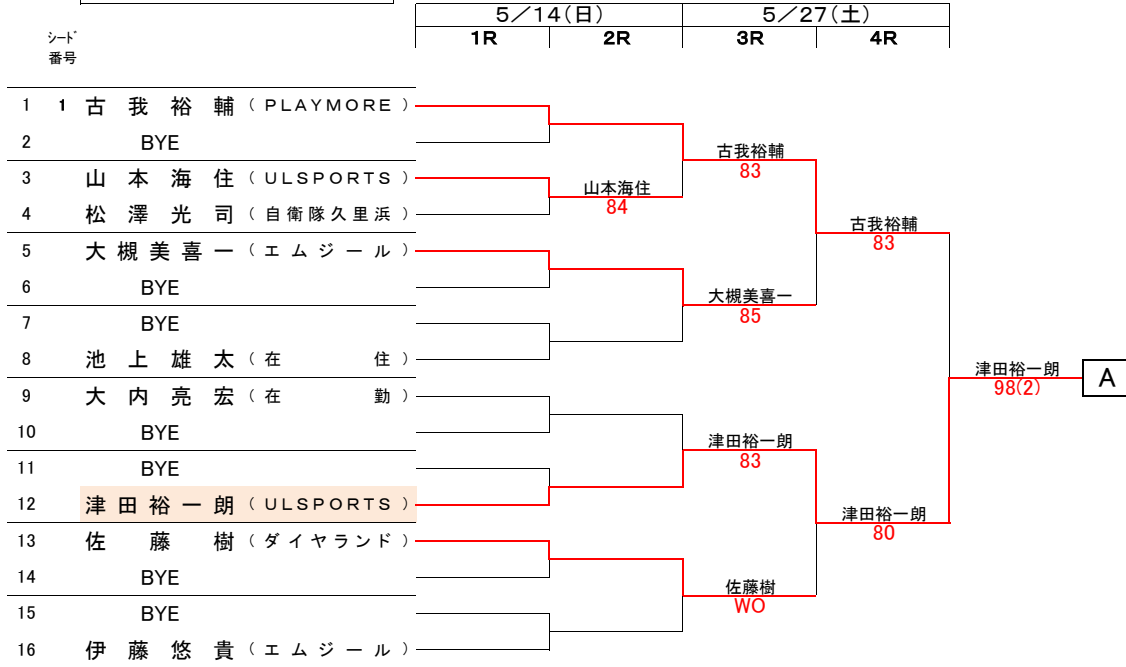 5／14(日) 5／27(土)
ｼｰﾄﾞ 1R 2R 3R 4R
番号
1 1 古我裕輔（PLAYMORE）
2 BYE
古我裕輔
83
3 山本海住（ULSPORTS）
山本海住
84
4 松澤光司（自衛隊久里浜）
古我裕輔
83
5 大槻美喜一（エムジール）
6 BYE
大槻美喜一
85
7 BYE
8 池上雄太（在住）
津田裕一朗
98(2)
A
9 大内亮宏（在勤）
10 BYE
津田裕一朗
83
11 BYE
12 津田裕一朗（ULSPORTS）
津田裕一朗
80
13 佐藤樹（ダイヤランド）
14 BYE
佐藤樹
WO
15 BYE
16 伊藤悠貴（エムジール）